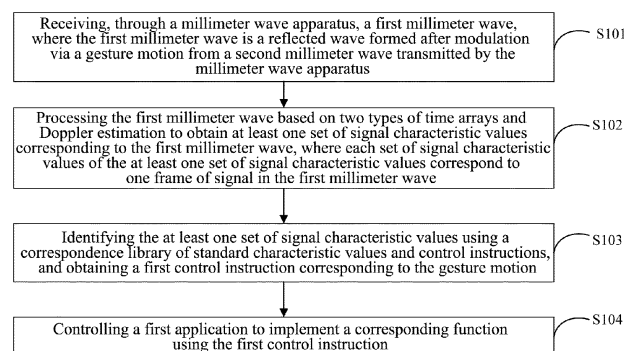 Receiving, through a millimeter wave apparatus, a first millimeter wave,
where the first millimeter wave is a reflected wave formed after modulation
via a gesture motion from a second millimeter wave transmitted by the
millimeter wave apparatus
S101
Processing the first millimeter wave based on two types of time arrays and
Doppler estimation to obtain at least one set of signal characteristic values
corresponding to the first millimeter wave, where each set of signal characteristic
values of the at least one set of signal characteristic values correspond to
one frame of signal in the first millimeter wave
S102
Identifying the at least one set of signal characteristic values using a
correspondence library of standard characteristic values and control instructions,
and obtaining a first control instruction corresponding to the gesture motion
S103
Controlling a first application to implement a corresponding function
using the first control instruction
S104